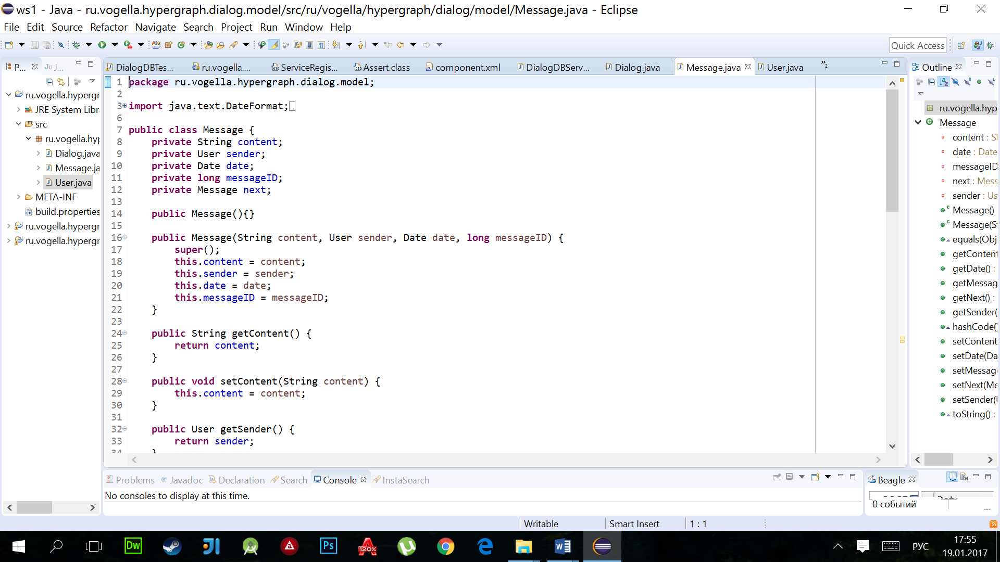 ws1 - Java - ru.vogella.hypergraph.dialog.model/src/ru/vogella/hypergraph/dialog/model/Message.java - Eclipse
File Edit Source Refactor Navigate Search Project Run Window Help
Quick Access
P... J...
DialogDBTes... ru.vogella.... ServiceRegis... Assert.class component.xml DialogDBServ... Dialog.java Message.java User.java »2
Outline
ru.vogella.hypergr
JRE System Libr
src
ru.vogella.hyp
Dialog.java
Message.ja
User.java
META-INF
build.properties
ru.vogella.hypergr
ru.vogella.hypergr
1 package ru.vogella.hypergraph.dialog.model;
2
3 import java.text.DateFormat;
6
7 public class Message {
8 private String content;
9 private User sender;
10 private Date date;
11 private long messageID;
12 private Message next;
13
14 public Message(){}
15
16 public Message(String content, User sender, Date date, long messageID) {
17 super();
18 this.content = content;
19 this.sender = sender;
20 this.date = date;
21 this.messageID = messageID;
22 }
23
24 public String getContent() {
25 return content;
26 }
27
28 public void setContent(String content) {
29 this.content = content;
30 }
31
32 public User getSender() {
33 return sender;
34 }
ru.vogella.hyp
Message
content : St
date : Date
messageID
next : Mess
sender : Us
Message()
Message(St
equals(Obj
getContent
getDate() :
getMessag
getNext() :
getSender(
hashCode()
setContent
setDate(Da
setMessag
setNext(Me
setSender(U
toString() :
Problems Javadoc Declaration Search Console InstaSearch
No consoles to display at this time.
Beagle
0 событий
Writable Smart Insert 1 : 1
Dw
Ps
120%
РУС
17:55
19.01.2017